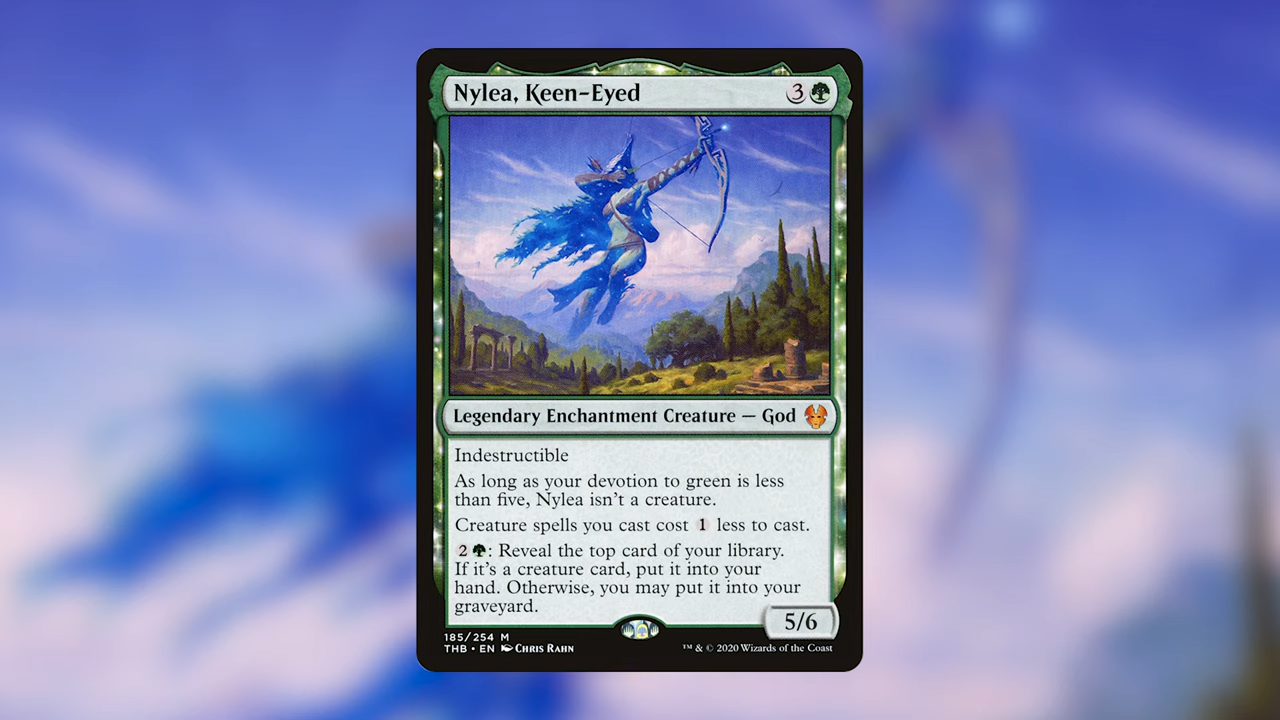 Nylea, Keen-Eyed 3
Legendary Enchantment Creature — God
Indestructible
As long as your devotion to green is less
than five, Nylea isn't a creature.
Creature spells you cast cost 1 less to cast.
2 : Reveal the top card of your library.
If it's a creature card, put it into your
hand. Otherwise, you may put it into your
graveyard.
5/6
185/254 M
THB • EN Chris Rahn
™ & © 2020 Wizards of the Coast